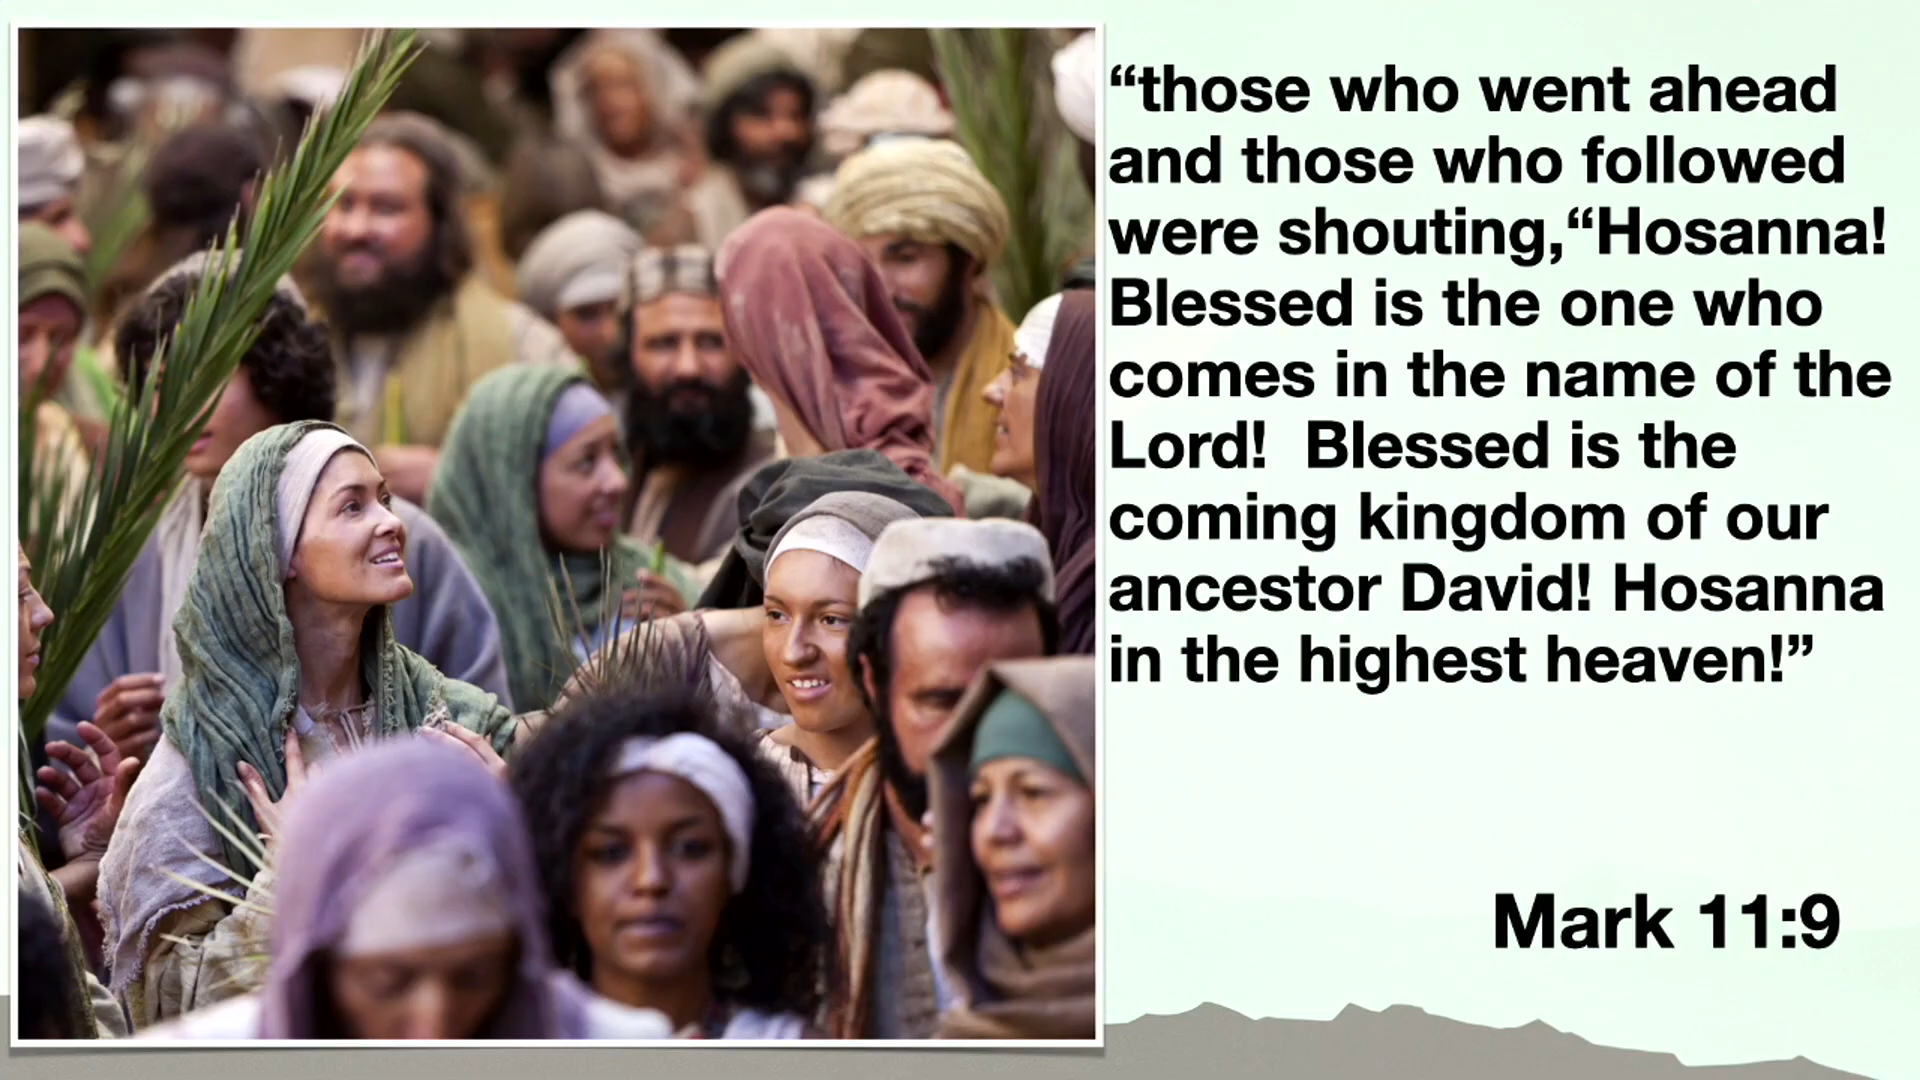 “those who went ahead
and those who followed
were shouting,“Hosanna!
Blessed is the one who
comes in the name of the
Lord!  Blessed is the
coming kingdom of our
ancestor David! Hosanna
in the highest heaven!”
Mark 11:9